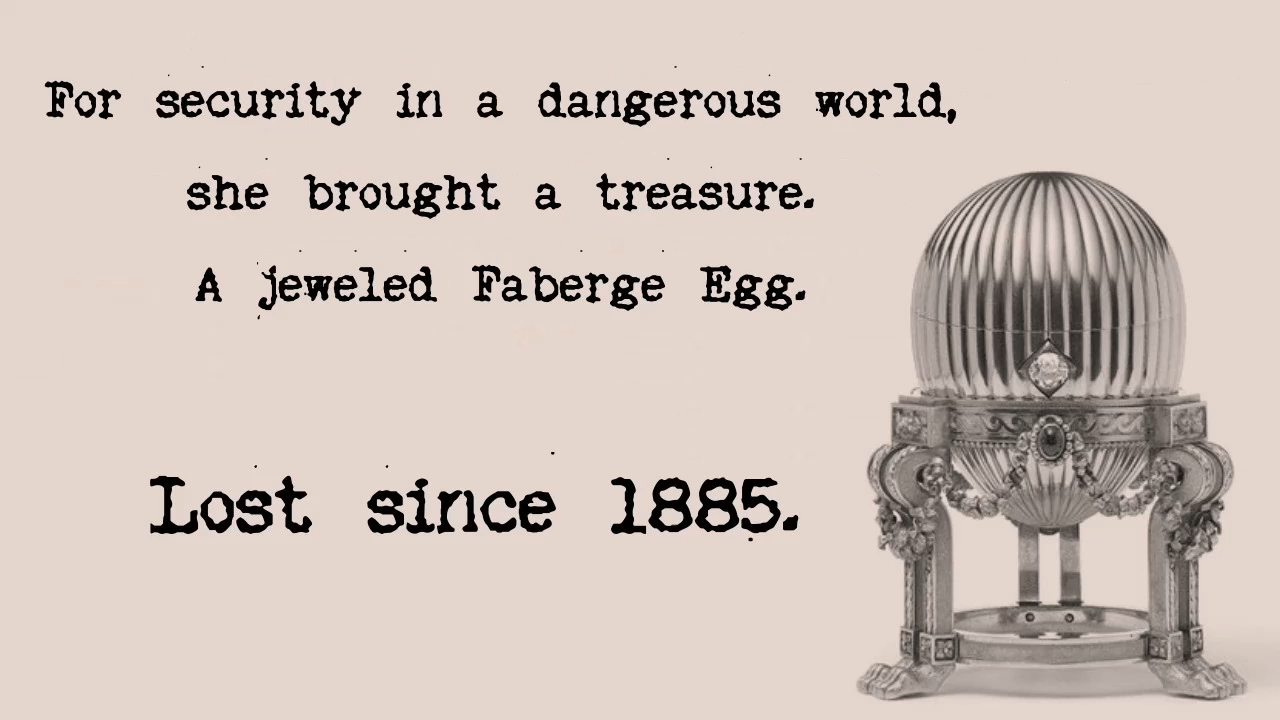 For security in a dangerous world,
she brought a treasure.
A jeweled Faberge Egg.
Lost since 1885.